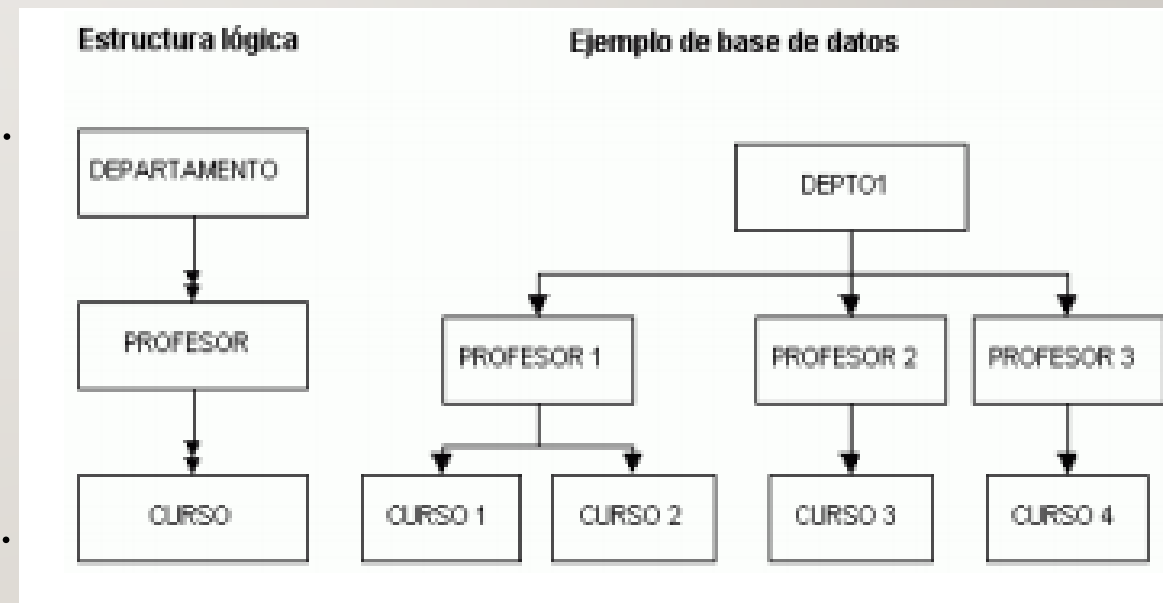 Estructura lógica
Ejemplo de base de datos
DEPARTAMENTO
DEPTO1
PROFESOR
PROFESOR 1
PROFESOR 2
PROFESOR 3
CURSO
CURSO 1
CURSO 2
CURSO 3
CURSO 4